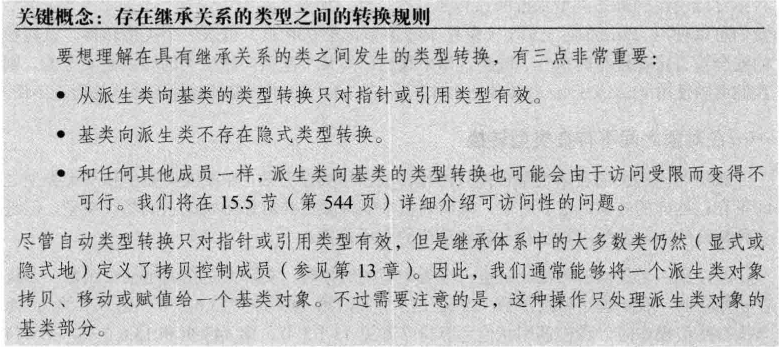 关键概念：存在继承关系的类型之间的转换规则
要想理解在具有继承关系的类之间发生的类型转换，有三点非常重要：
• 从派生类向基类的类型转换只对指针或引用类型有效。
• 基类向派生类不存在隐式类型转换。
• 和任何其他成员一样，派生类向基类的类型转换也可能会由于访问受限而变得不
可行。我们将在 15.5 节（第 544 页）详细介绍可访问性的问题。
尽管自动类型转换只对指针或引用类型有效，但是继承体系中的大多数类仍然（显式或
隐式地）定义了拷贝控制成员（参见第 13 章）。因此，我们通常能够将一个派生类对象
拷贝、移动或赋值给一个基类对象。不过需要注意的是，这种操作只处理派生类对象的
基类部分。